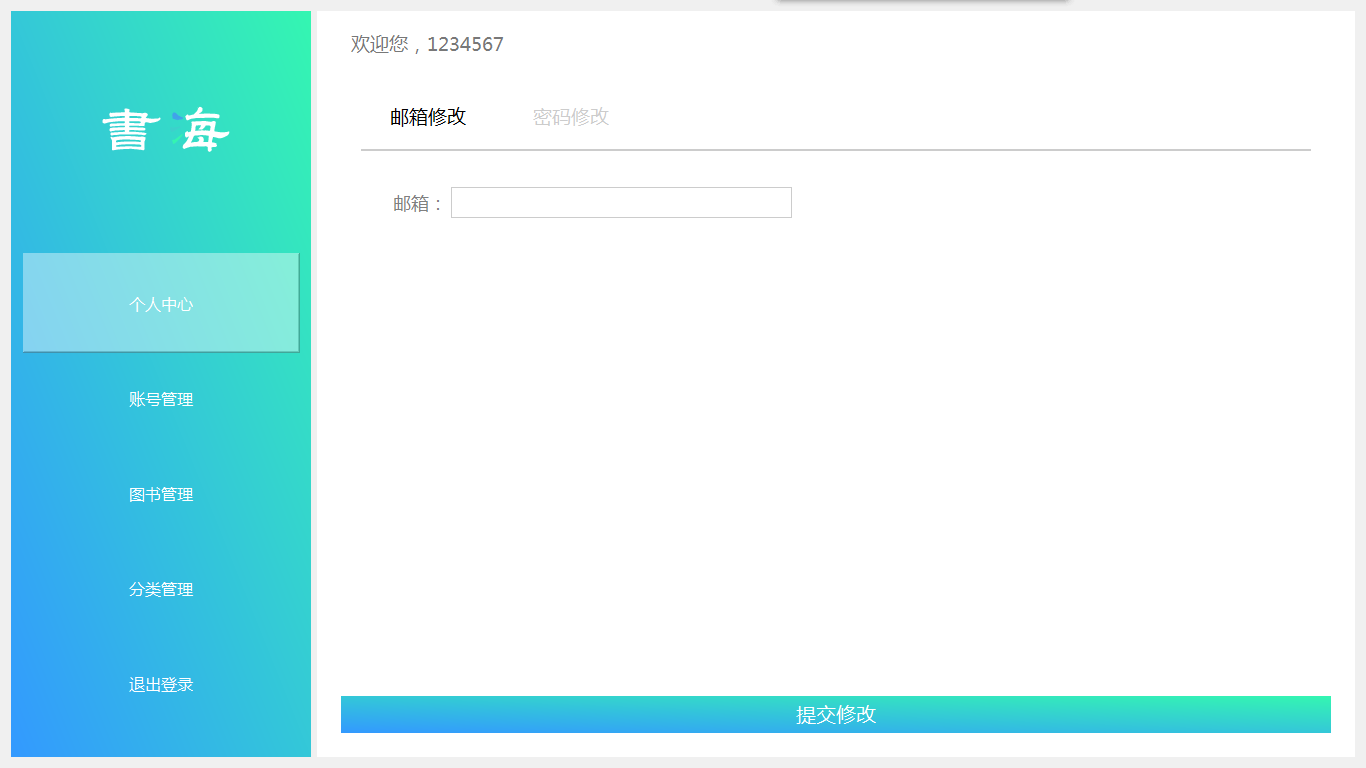 書海
个人中心
账号管理
图书管理
分类管理
退出登录
欢迎您，1234567
邮箱修改 密码修改
邮箱：
提交修改